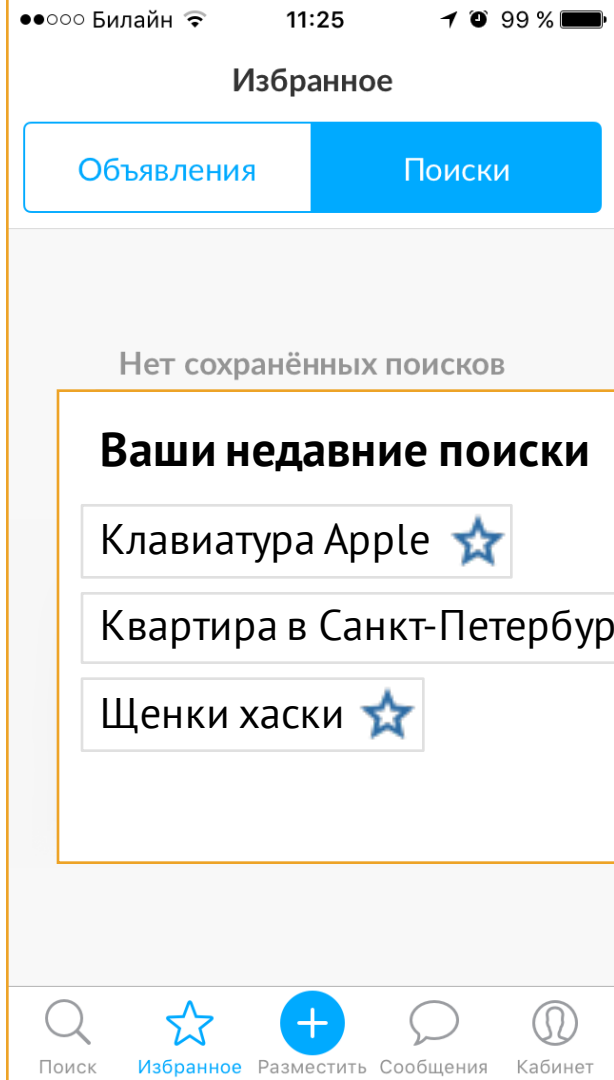 Билайн 11:25 99 %
Избранное
Объявления Поиски
Нет сохранённых поисков
Ваши недавние поиски
Клавиатура Apple
Квартира в Санкт-Петербур
Щенки хаски
Поиск Избранное Разместить Сообщения Кабинет